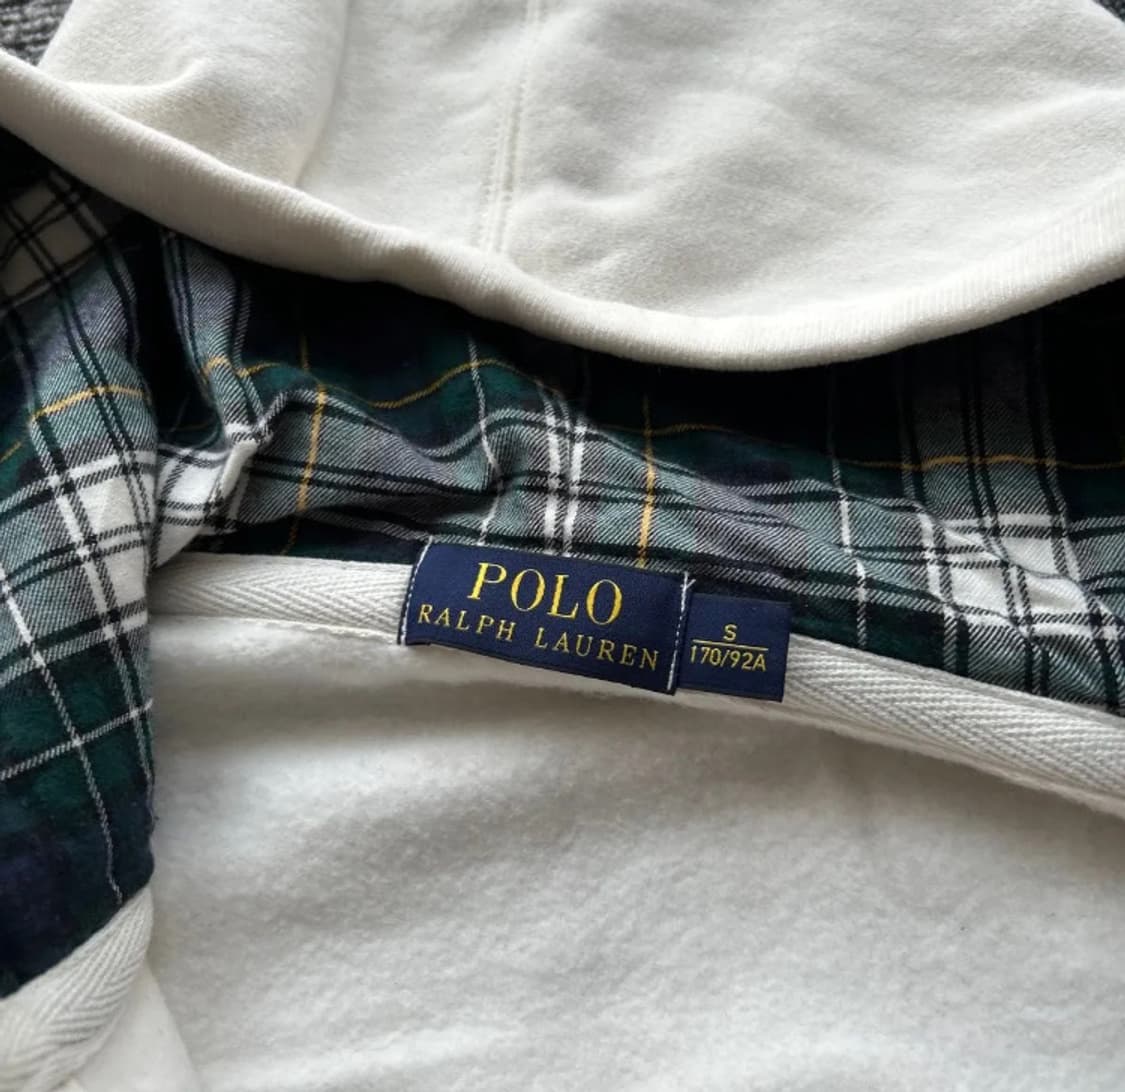 POLO
RALPH LAUREN
S
170/92A